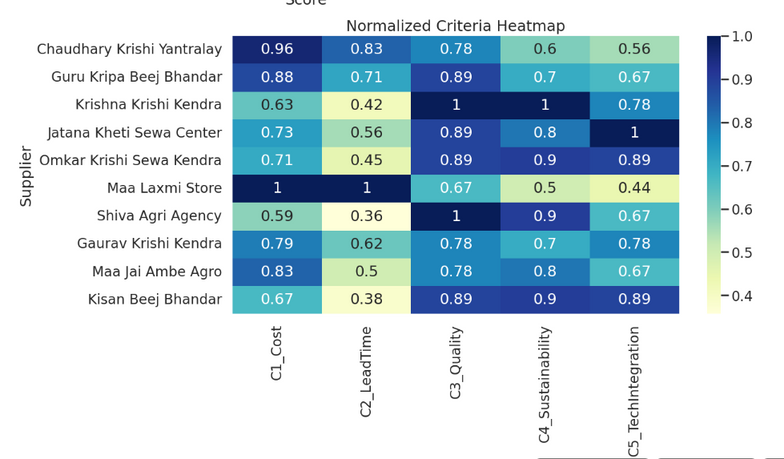 Score
Normalized Criteria Heatmap
Supplier
Chaudhary Krishi Yantralay 0.96 0.83 0.78 0.6 0.56
Guru Kripa Beej Bhandar 0.88 0.71 0.89 0.7 0.67
Krishna Krishi Kendra 0.63 0.42 1 1 0.78
Jatana Kheti Sewa Center 0.73 0.56 0.89 0.8 1
Omkar Krishi Sewa Kendra 0.71 0.45 0.89 0.9 0.89
Maa Laxmi Store 1 1 0.67 0.5 0.44
Shiva Agri Agency 0.59 0.36 1 0.9 0.67
Gaurav Krishi Kendra 0.79 0.62 0.78 0.7 0.78
Maa Jai Ambe Agro 0.83 0.5 0.78 0.8 0.67
Kisan Beej Bhandar 0.67 0.38 0.89 0.9 0.89
C1_Cost
C2_LeadTime
C3_Quality
C4_Sustainability
C5_TechIntegration
1.0
0.9
0.8
0.7
0.6
0.5
0.4